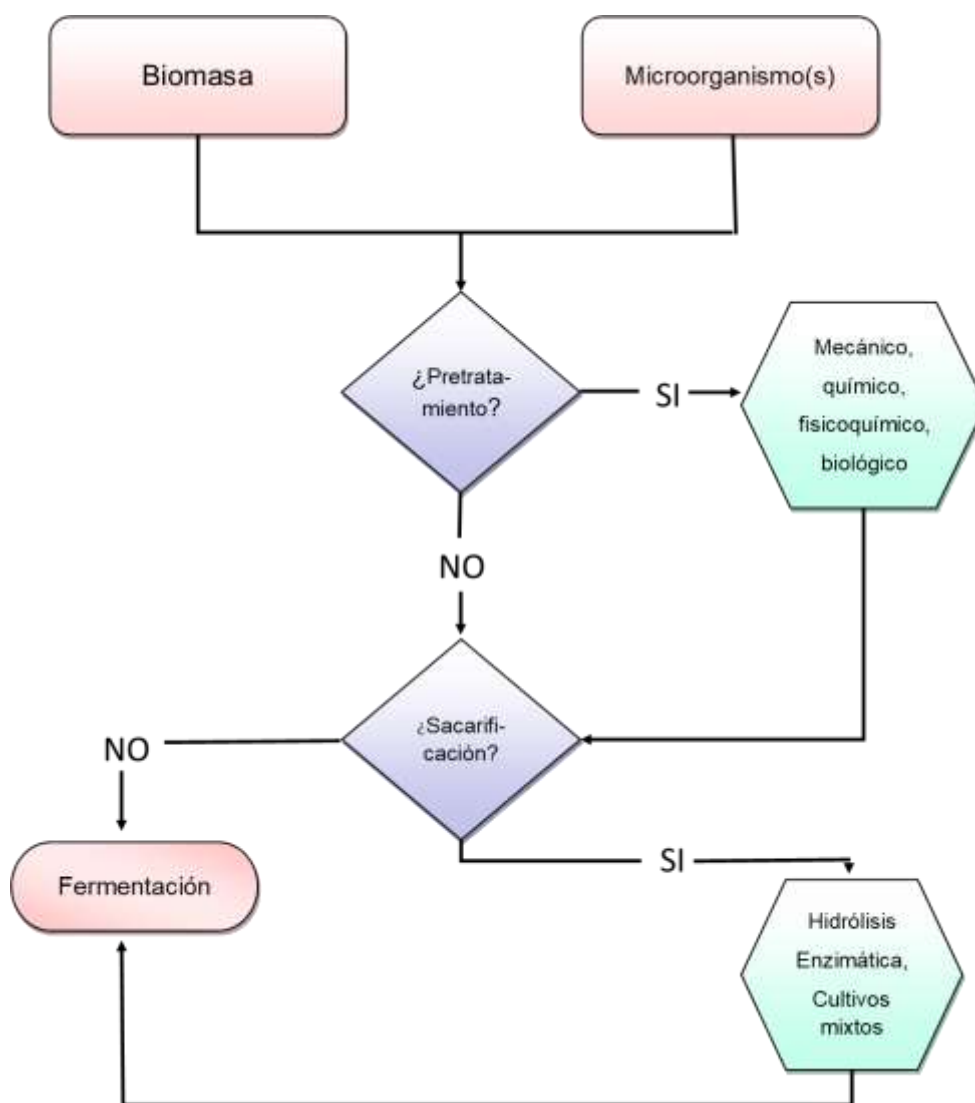 Biomasa
Microorganismo(s)
¿Pretrata-
miento?
SI
Mecánico,
químico,
fisicoquímico,
biológico
NO
¿Sacarifi-
cación?
NO
SI
Fermentación
Hidrólisis
Enzimática,
Cultivos
mixtos